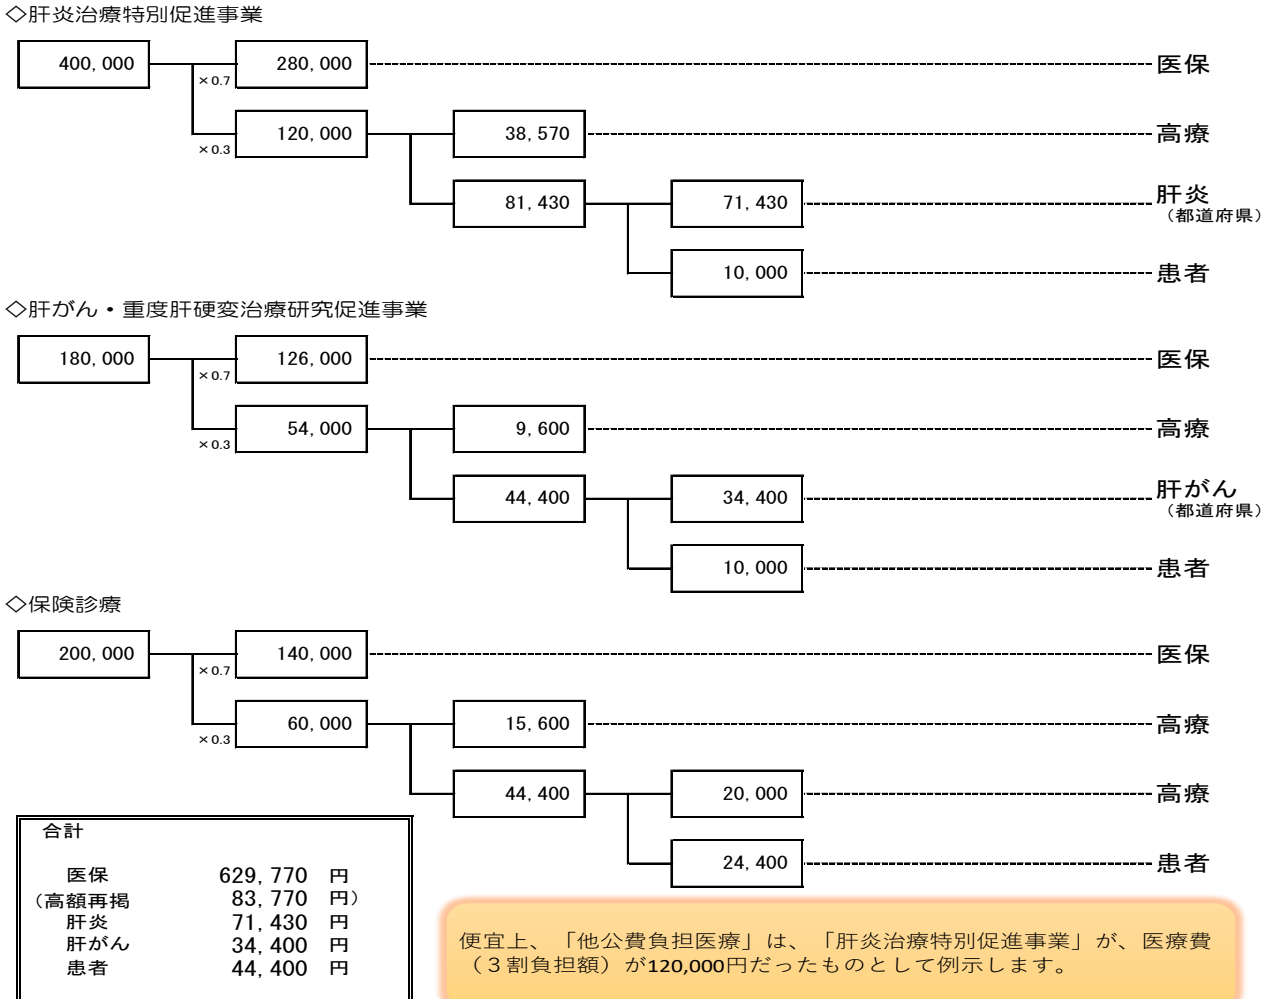 ◇肝炎治療特別促進事業
400,000 ×0.7 280,000 医保
×0.3 120,000 38,570 高療
81,430 71,430 肝炎
（都道府県）
10,000 患者
◇肝がん・重度肝硬変治療研究促進事業
180,000 ×0.7 126,000 医保
×0.3 54,000 9,600 高療
44,400 34,400 肝がん
（都道府県）
10,000 患者
◇保険診療
200,000 ×0.7 140,000 医保
×0.3 60,000 15,600 高療
44,400 20,000 高療
24,400 患者
合計
医保 629,770 円
（高額再掲 83,770 円）
肝炎 71,430 円
肝がん 34,400 円
患者 44,400 円
便宜上、「他公費負担医療」は、「肝炎治療特別促進事業」が、医療費
（３割負担額）が120,000円だったものとして例示します。